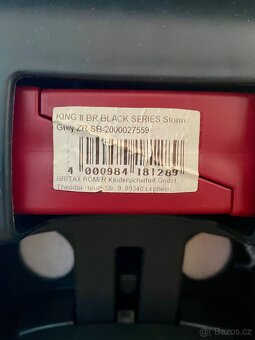 KING II BR BLACK SERIES Storm
Grey ZR SB-2000027559
4 000984 181289
BRITAX RÖMER Kindersicherheit GmbH
Theodor-Heuß-Str. 9, 89340 Leipheim
Bazoš.cz